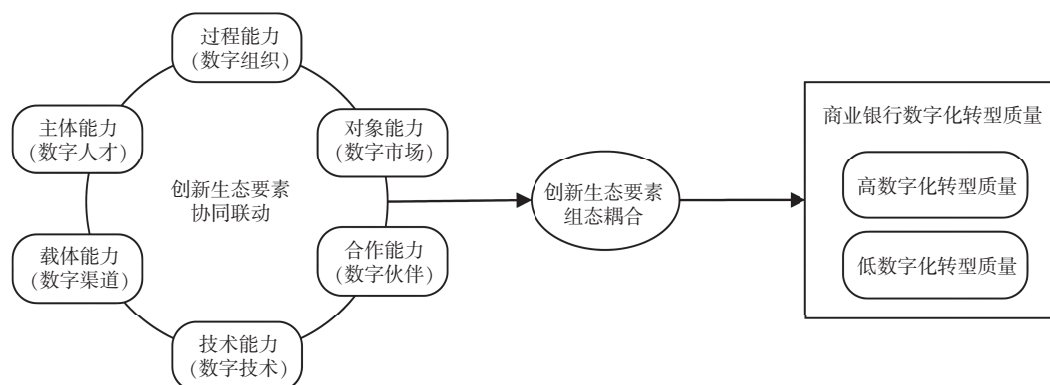 过程能力
（数字组织）
主体能力
（数字人才）
对象能力
（数字市场）
创新生态要素
协同联动
载体能力
（数字渠道）
合作能力
（数字伙伴）
技术能力
（数字技术）
创新生态要素
组态耦合
商业银行数字化转型质量
高数字化转型质量
低数字化转型质量